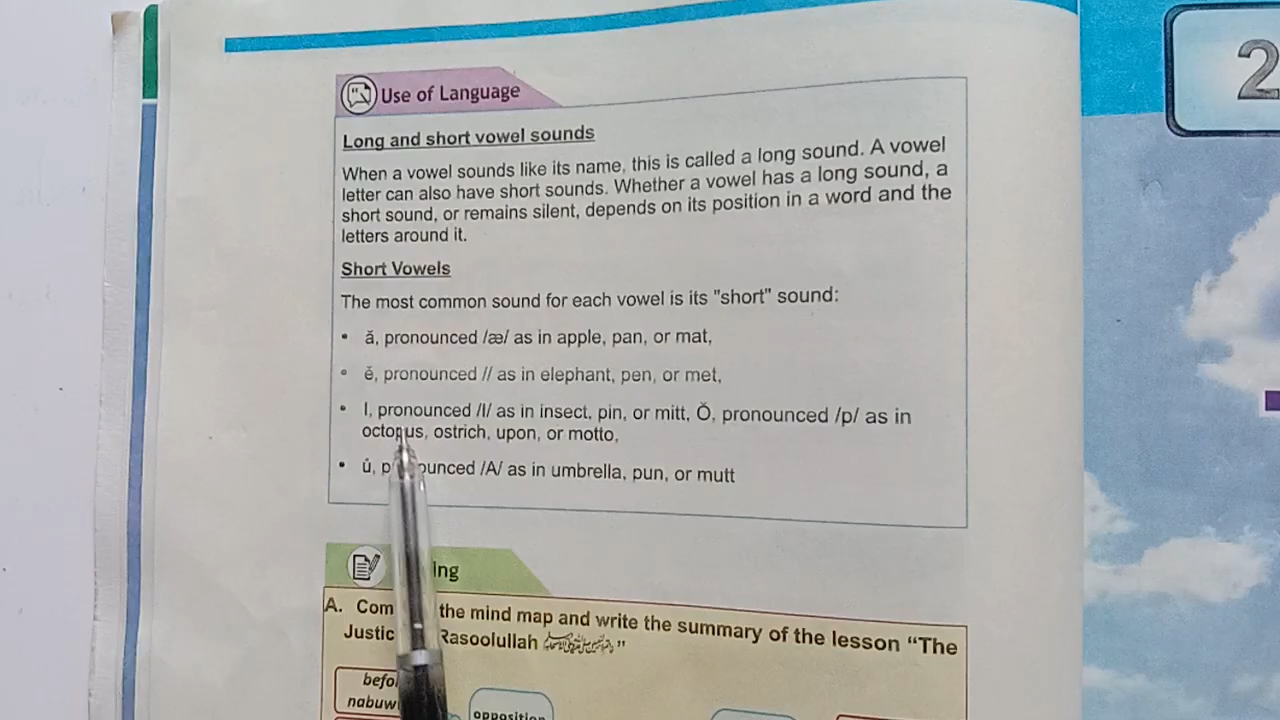 2
Use of Language
Long and short vowel sounds
When a vowel sounds like its name, this is called a long sound. A vowel
letter can also have short sounds. Whether a vowel has a long sound, a
short sound, or remains silent, depends on its position in a word and the
letters around it.
Short Vowels
The most common sound for each vowel is its "short" sound:
• ă, pronounced /æ/ as in apple, pan, or mat,
• ĕ, pronounced // as in elephant, pen, or met,
• I, pronounced /I/ as in insect, pin, or mitt, Ŏ, pronounced /p/ as in
octopus, ostrich, upon, or motto,
• ů, pronounced /A/ as in umbrella, pun, or mutt
A. Com the mind map and write the summary of the lesson “The
Rasoolullah ”
opposition